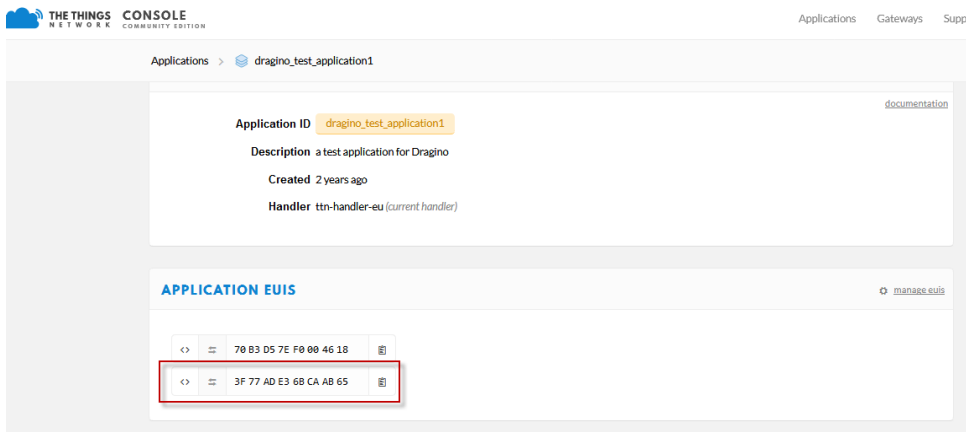 THE THINGS CONSOLE
NETWORK COMMUNITY EDITION
Applications Gateways Supp
Applications > dragino_test_application1
documentation
Application ID dragino_test_application1
Description a test application for Dragino
Created 2 years ago
Handler ttn-handler-eu (current handler)
APPLICATION EUIS
manage euis
<> 70 B3 D5 7E F0 00 46 18
<> 3F 77 AD E3 6B CA AB 65